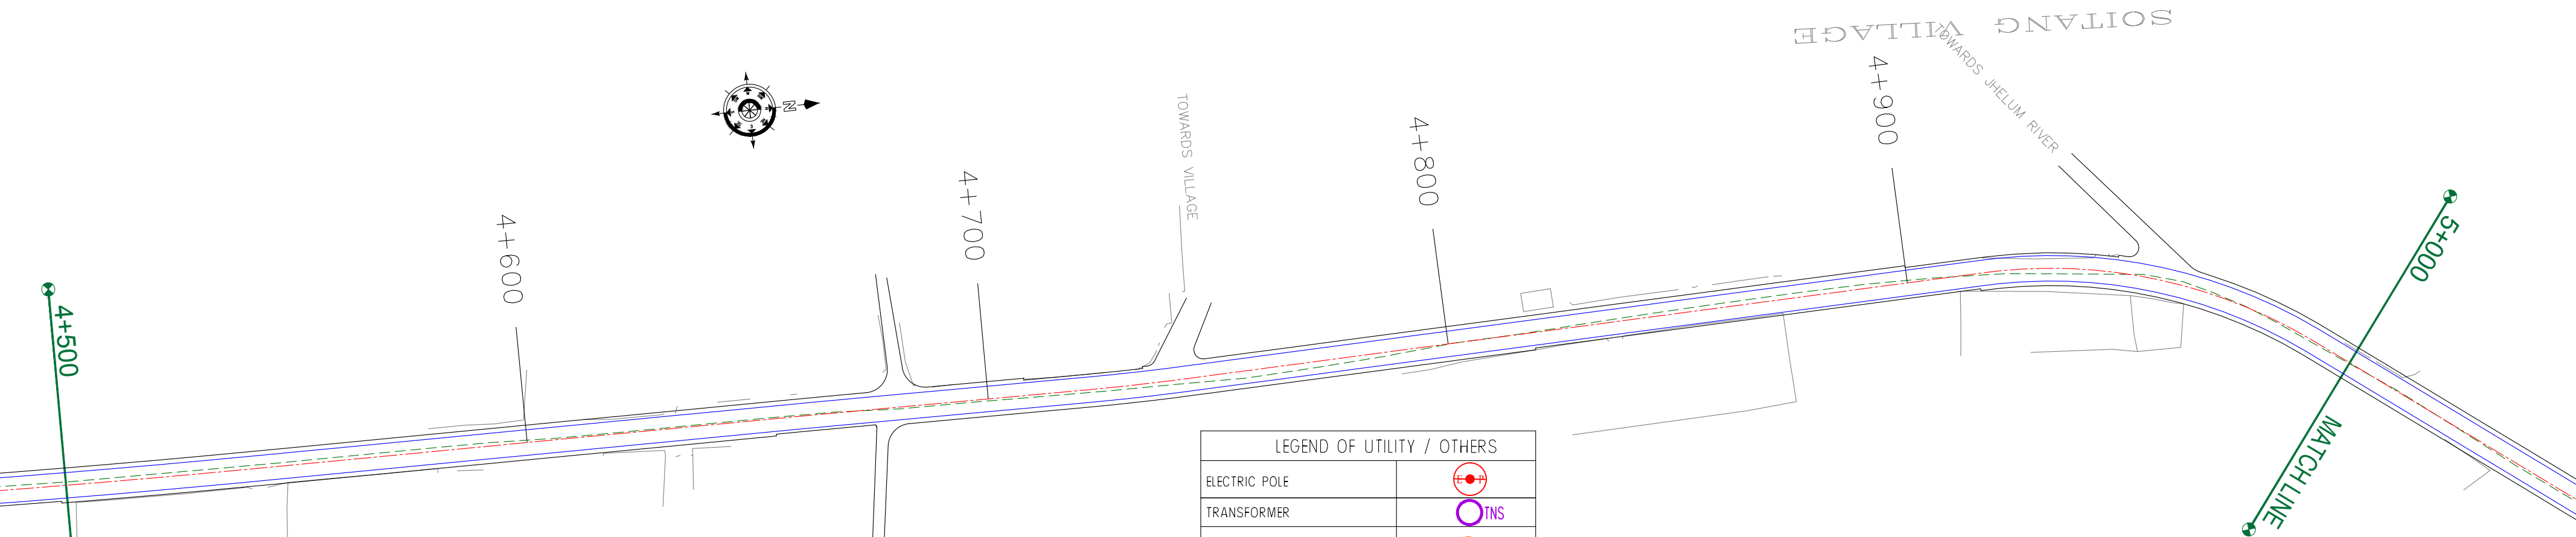 SOITANG VILLAGE
TOWARDS JHELUM RIVER
4+900
N
TOWARDS VILLAGE
4+800
4+700
4+600
5+000
4+500
MATCH LINE
LEGEND OF UTILITY / OTHERS
ELECTRIC POLE
E P
TRANSFORMER
TNS